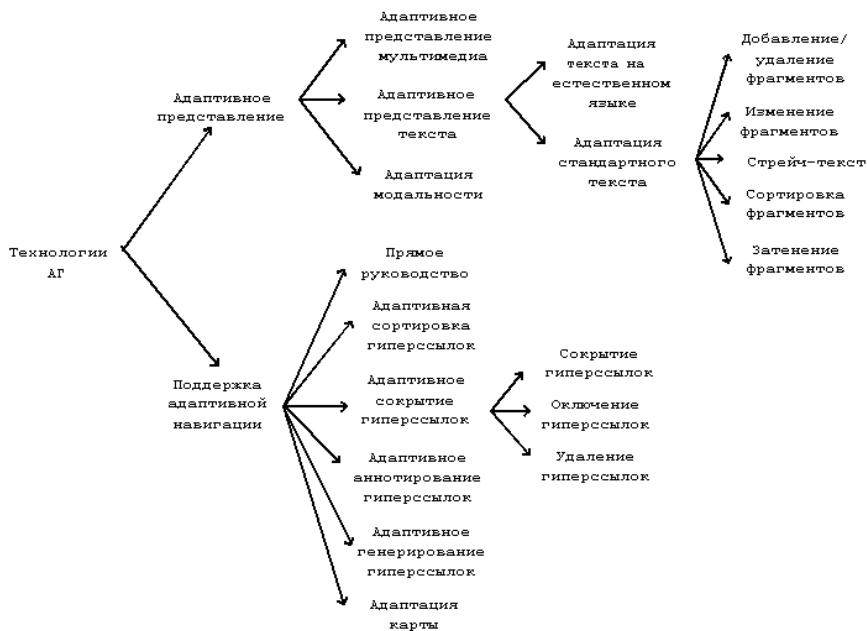 Технологии
АГ
Адаптивное
представление
Адаптивное
представление
мультимедиа
Адаптивное
представление
текста
Адаптация
модальности
Адаптация
текста на
естественном
языке
Адаптация
стандартного
текста
Добавление/
удаление
фрагментов
Изменение
фрагментов
Стрейч-текст
Сортировка
фрагментов
Затенение
фрагментов
Поддержка
адаптивной
навигации
Прямое
руководство
Адаптивная
сортировка
гиперссылок
Адаптивное
сокрытие
гиперссылок
Адаптивное
аннотирование
гиперссылок
Адаптивное
генерирование
гиперссылок
Адаптация
карты
Сокрытие
гиперссылок
Оключение
гиперссылок
Удаление
гиперссылок